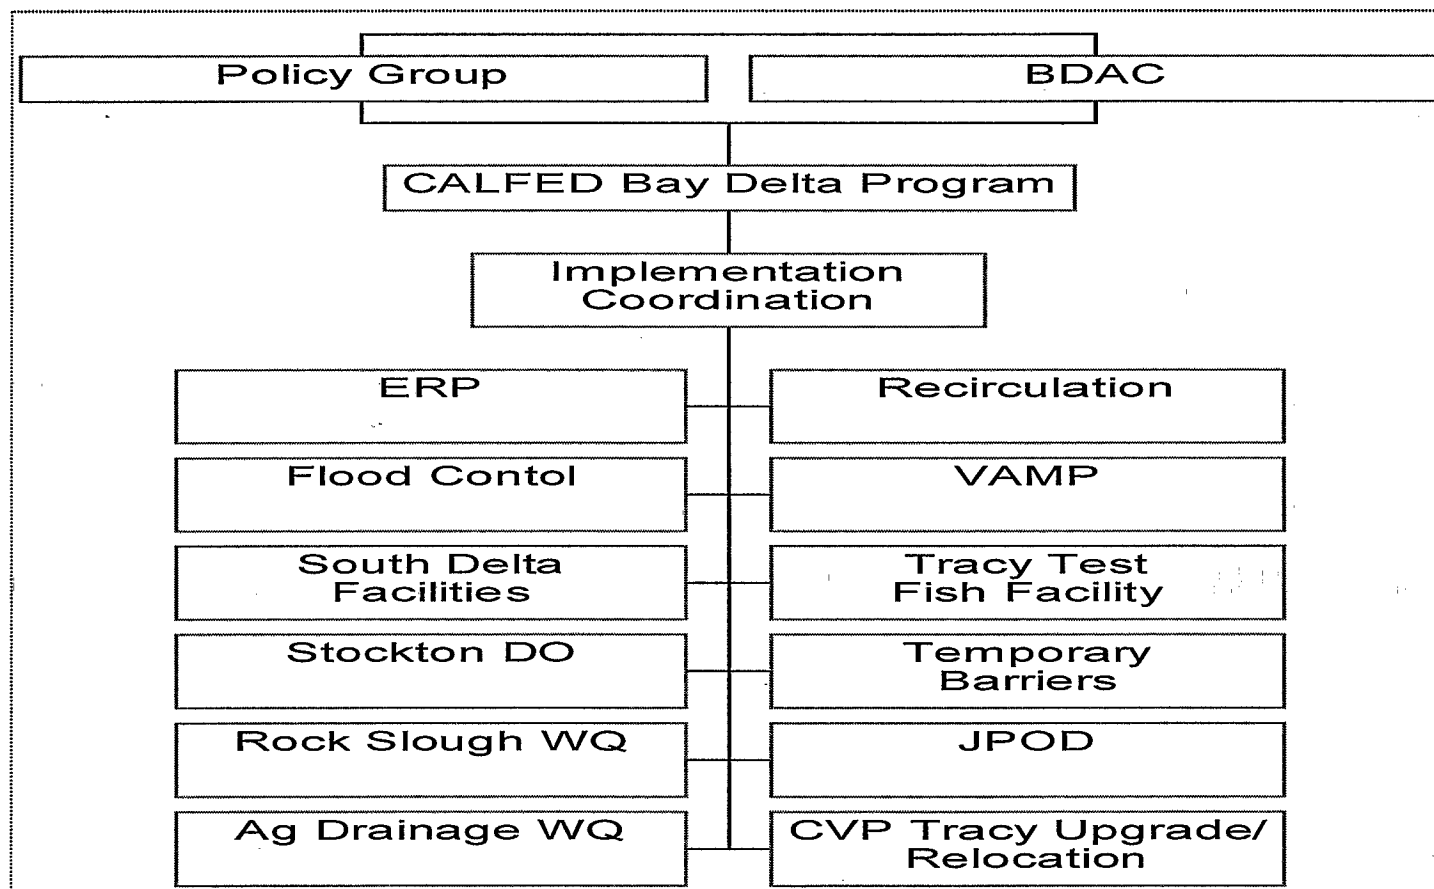 Policy Group
BDAC
CALFED Bay Delta Program
Implementation
Coordination
ERP
Recirculation
Flood Contol
VAMP
South Delta
Facilities
Tracy Test
Fish Facility
Stockton DO
Temporary
Barriers
Rock Slough WQ
JPOD
Ag Drainage WQ
CVP Tracy Upgrade/
Relocation